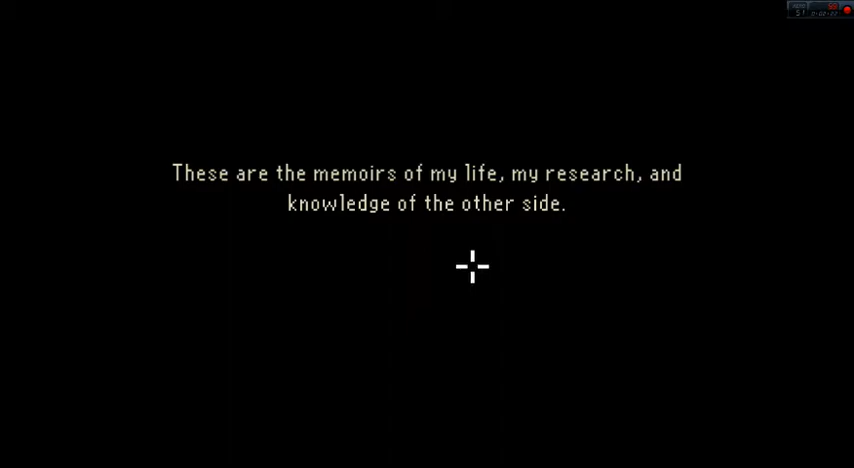 These are the memoirs of my life, my research, and
knowledge of the other side.